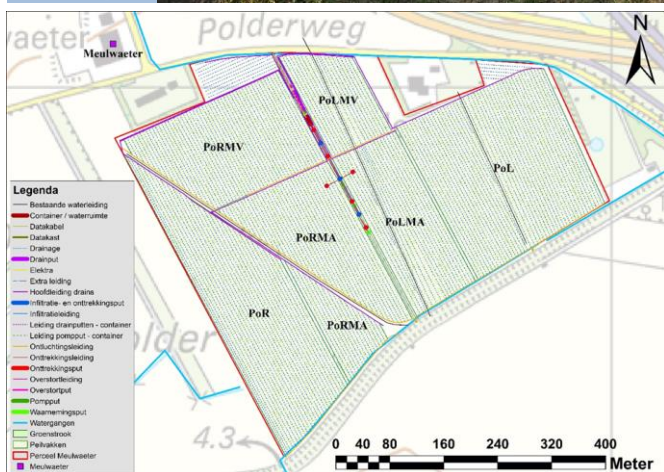 Polderweg
N
waeter
Meulwaeter
PoLMV
PoRMV
PoL
PoLMA
PoRMA
PoR
PoRMA
older
4.3
Legenda
Bestaande waterleiding
Container / waterruimte
Datakabel
Datakast
Drainage
Drainput
Elektra
Extra leiding
Hoofdleiding drains
Infiltratie- en onttrekkingsput
Infiltratieleiding
Leiding drainputten - container
Leiding pompput - container
Ontluchtingsleiding
Onttrekkingsleiding
Onttrekkingsput
Overstortleiding
Overstortput
Pompput
Waarnemingsput
Watergangen
Groenstrook
Peilvakken
Perceel Meulwaeter
Meulwaeter
0 40 80 160 240 320 400
Meter